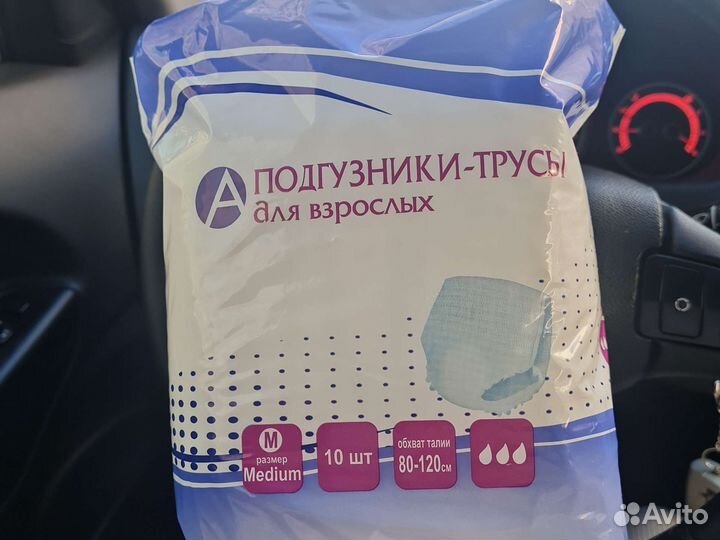 А
ПОДГУЗНИКИ-ТРУСЫ
для взрослых
М
размер
Medium
10 шт
обхват талии
80-120см
Avito